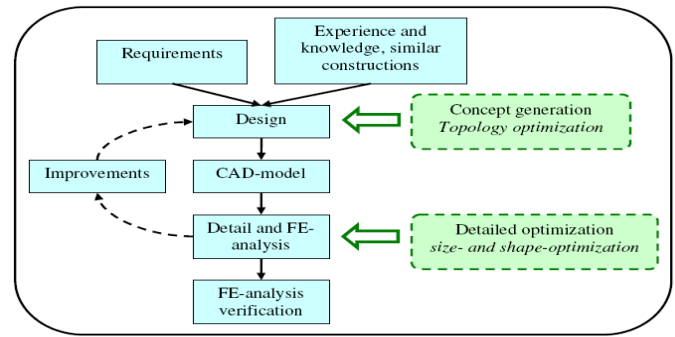 Requirements
Experience and
knowledge, similar
constructions
Design
Concept generation
Topology optimization
Improvements
CAD-model
Detail and FE-
analysis
Detailed optimization
size- and shape-optimization
FE-analysis
verification